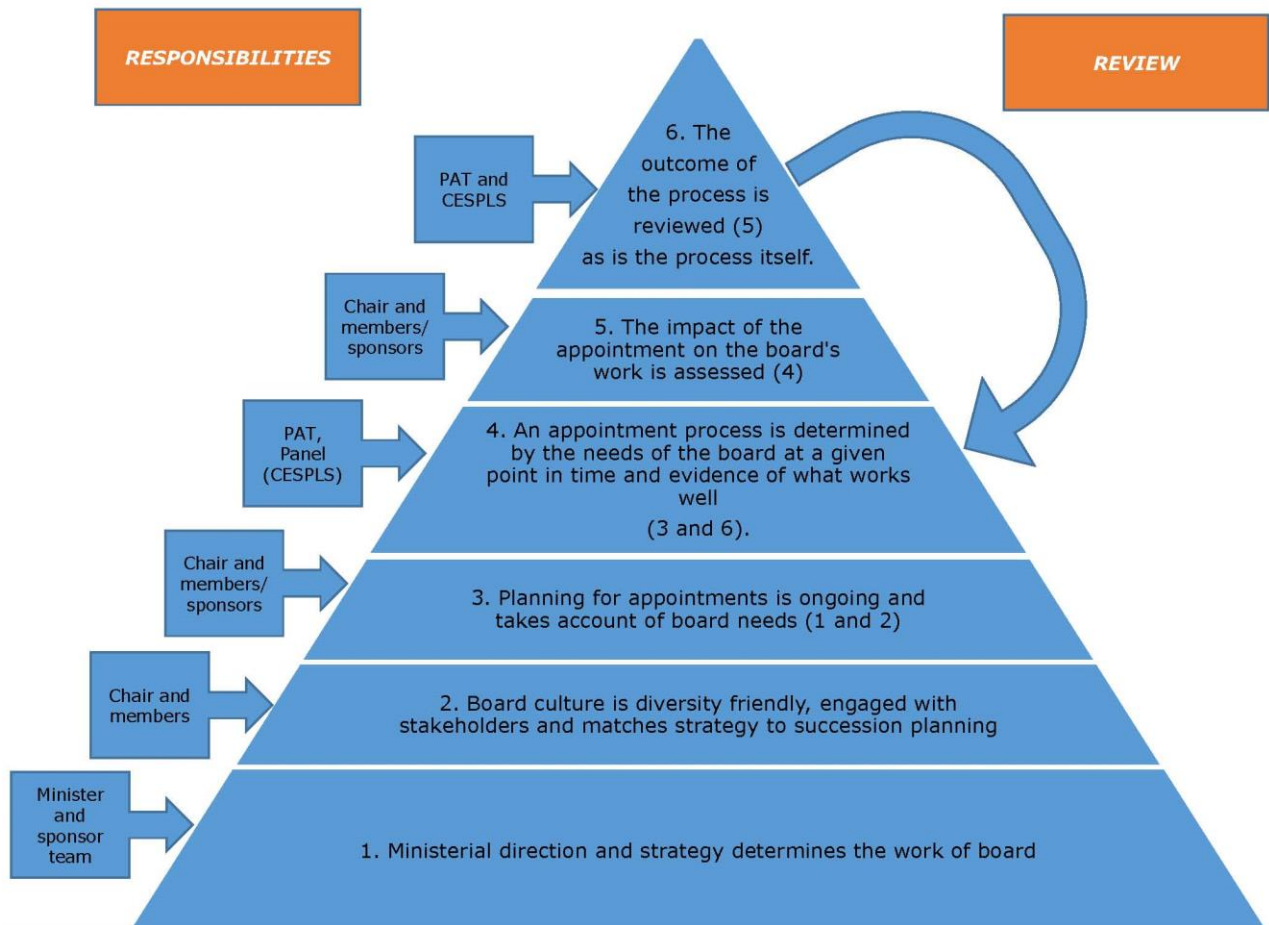 RESPONSIBILITIES
REVIEW
6. The
outcome of
the process is
reviewed (5)
as is the process itself.
PAT and
CESPLS
Chair and
members/
sponsors
5. The impact of the
appointment on the board's
work is assessed (4)
PAT,
Panel
(CESPLS)
4. An appointment process is determined
by the needs of the board at a given
point in time and evidence of what works
well
(3 and 6).
Chair and
members/
sponsors
3. Planning for appointments is ongoing and
takes account of board needs (1 and 2)
Chair and
members
2. Board culture is diversity friendly, engaged with
stakeholders and matches strategy to succession planning
Minister
and
sponsor
team
1. Ministerial direction and strategy determines the work of board